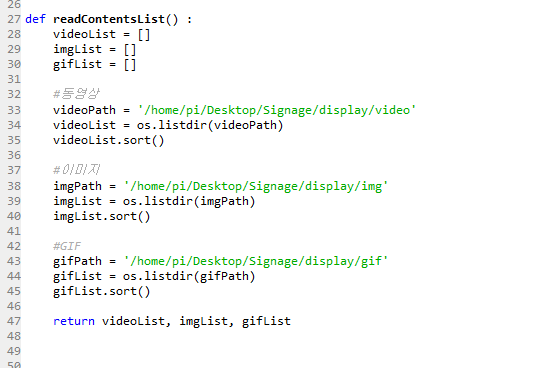 26
27 def readContentsList() :
28     videoList = []
29     imgList = []
30     gifList = []
31
32     #동영상
33     videoPath = '/home/pi/Desktop/Signage/display/video'
34     videoList = os.listdir(videoPath)
35     videoList.sort()
36
37     #이미지
38     imgPath = '/home/pi/Desktop/Signage/display/img'
39     imgList = os.listdir(imgPath)
40     imgList.sort()
41
42     #GIF
43     gifPath = '/home/pi/Desktop/Signage/display/gif'
44     gifList = os.listdir(gifPath)
45     gifList.sort()
46
47     return videoList, imgList, gifList
48
49
50